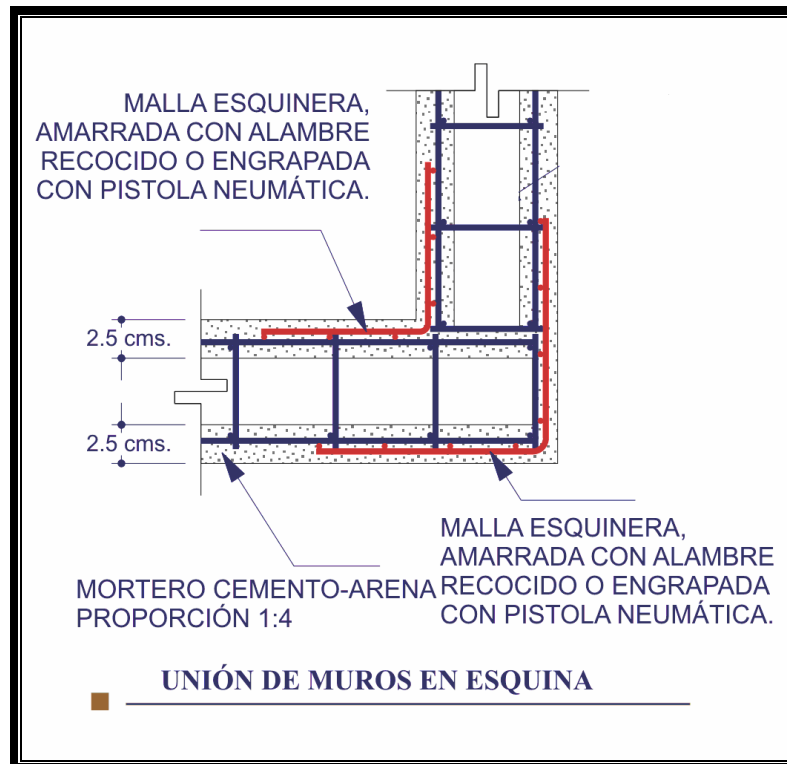 MALLA ESQUINERA,
AMARRADA CON ALAMBRE
RECOCIDO O ENGRAPADA
CON PISTOLA NEUMÁTICA.
2.5 cms.
2.5 cms.
MORTERO CEMENTO-ARENA
PROPORCIÓN 1:4
MALLA ESQUINERA,
AMARRADA CON ALAMBRE
RECOCIDO O ENGRAPADA
CON PISTOLA NEUMÁTICA.
UNIÓN DE MUROS EN ESQUINA